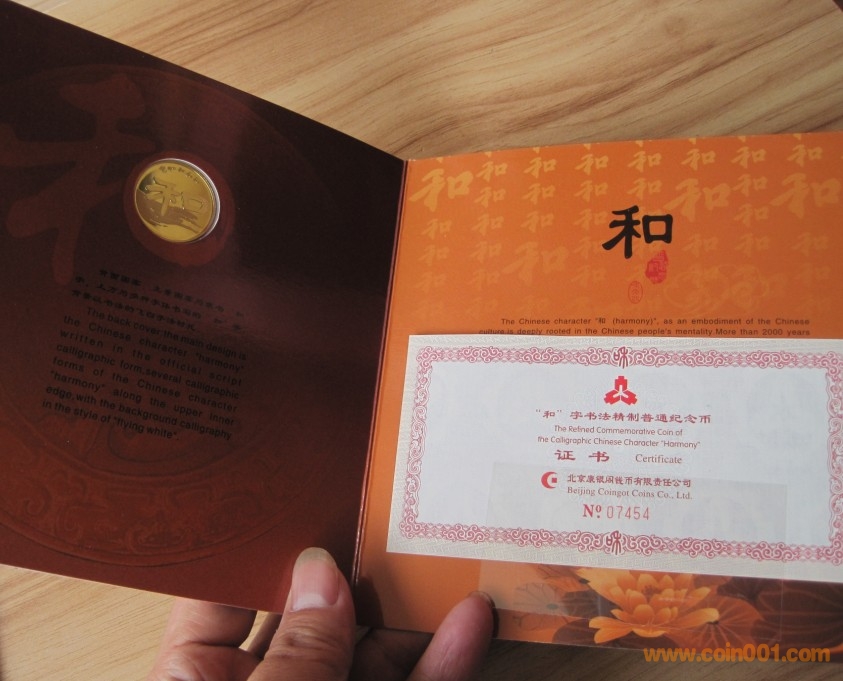 和
The back cover: the main design is
the Chinese character "harmony"
written in the official script
calligraphic form, several calligraphic
forms of the Chinese character
"harmony" along the upper inner
edge, with the background calligraphy
in the style of "flying white"
和
The Chinese character "和 (harmony)", as an embodiment of the Chinese
culture is deeply rooted in the Chinese people's mentality. More than 2000 years
"和"字书法精制普通纪念币
The Refined Commemorative Coin of
the Calligraphic Chinese Character "Harmony"
证书 Certificate
北京康银阁钱币有限责任公司
Beijing Coingot Coins Co., Ltd.
Nº 07454
www.coin001.com